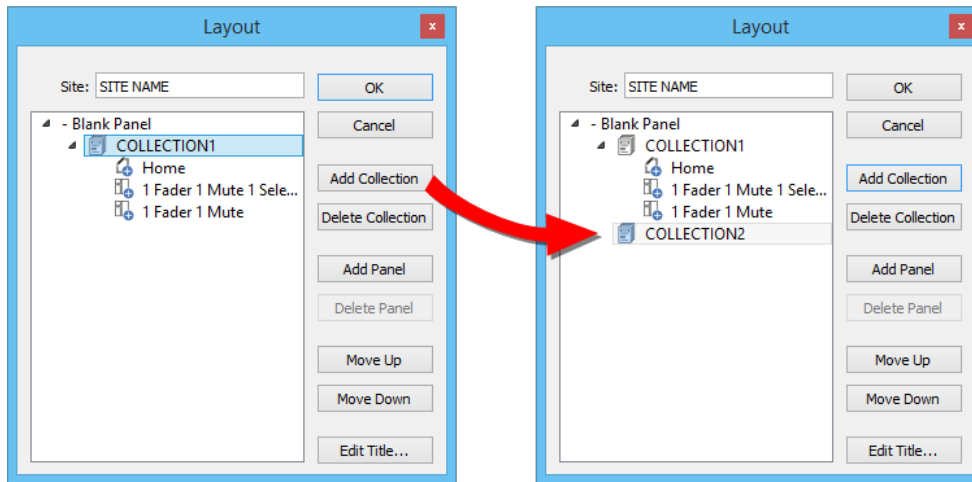 Layout
x
Site: SITE NAME
OK
- Blank Panel
Cancel
COLLECTION1
Home
Add Collection
1 Fader 1 Mute 1 Sele...
1 Fader 1 Mute
Delete Collection
Add Panel
Delete Panel
Move Up
Move Down
Edit Title...
Layout
x
Site: SITE NAME
OK
- Blank Panel
Cancel
COLLECTION1
Home
Add Collection
1 Fader 1 Mute 1 Sele...
1 Fader 1 Mute
Delete Collection
COLLECTION2
Add Panel
Delete Panel
Move Up
Move Down
Edit Title...